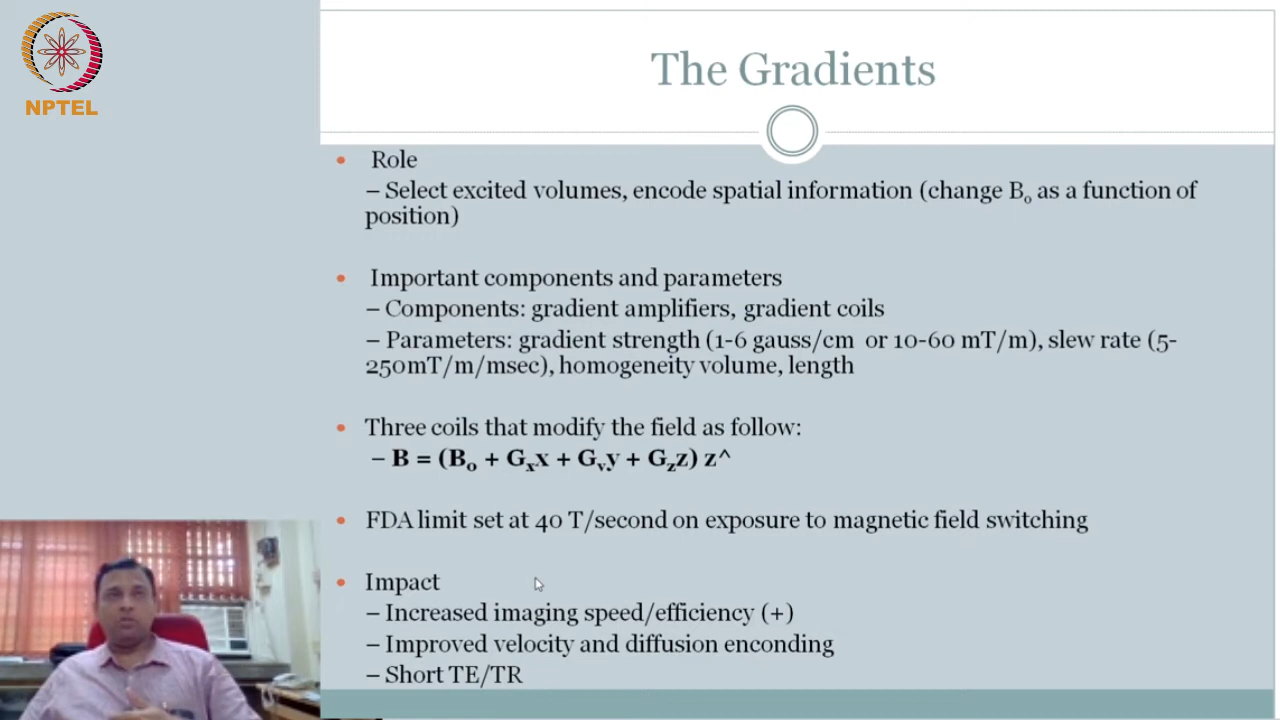 NPTEL
The Gradients
• Role
– Select excited volumes, encode spatial information (change B₀ as a function of
position)
• Important components and parameters
– Components: gradient amplifiers, gradient coils
– Parameters: gradient strength (1-6 gauss/cm or 10-60 mT/m), slew rate (5-
250mT/m/msec), homogeneity volume, length
• Three coils that modify the field as follow:
– B = (B₀ + Gₓx + Gᵧy + G_zz) z^
• FDA limit set at 40 T/second on exposure to magnetic field switching
• Impact
– Increased imaging speed/efficiency (+)
– Improved velocity and diffusion enconding
– Short TE/TR